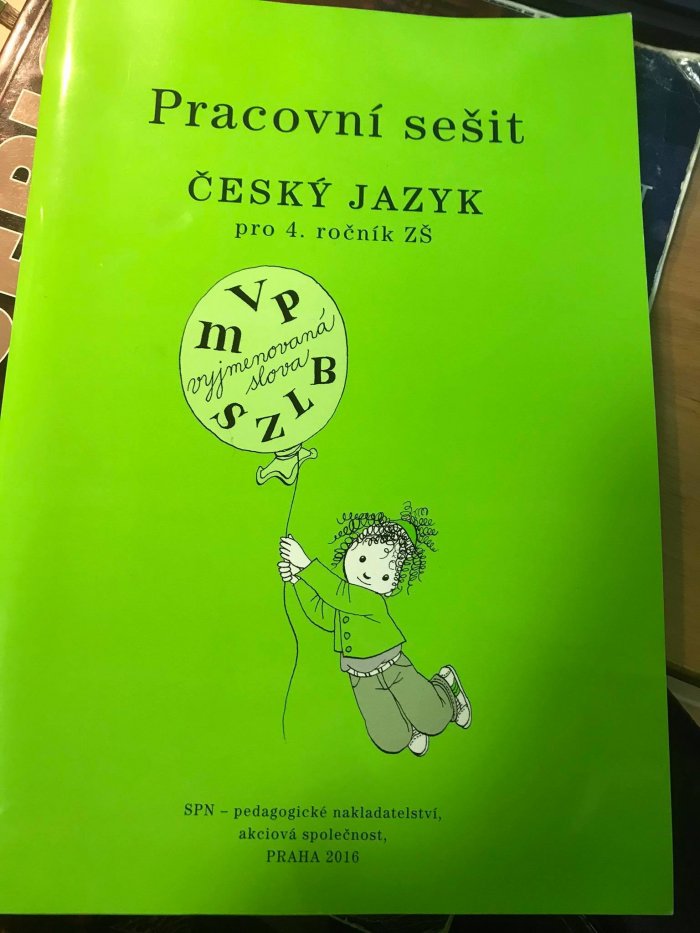 Pracovní sešit
ČESKÝ JAZYK
pro 4. ročník ZŠ
m V P
vyjmenovaná
slova
S Z L B
SPN – pedagogické nakladatelství,
akciová společnost,
PRAHA 2016